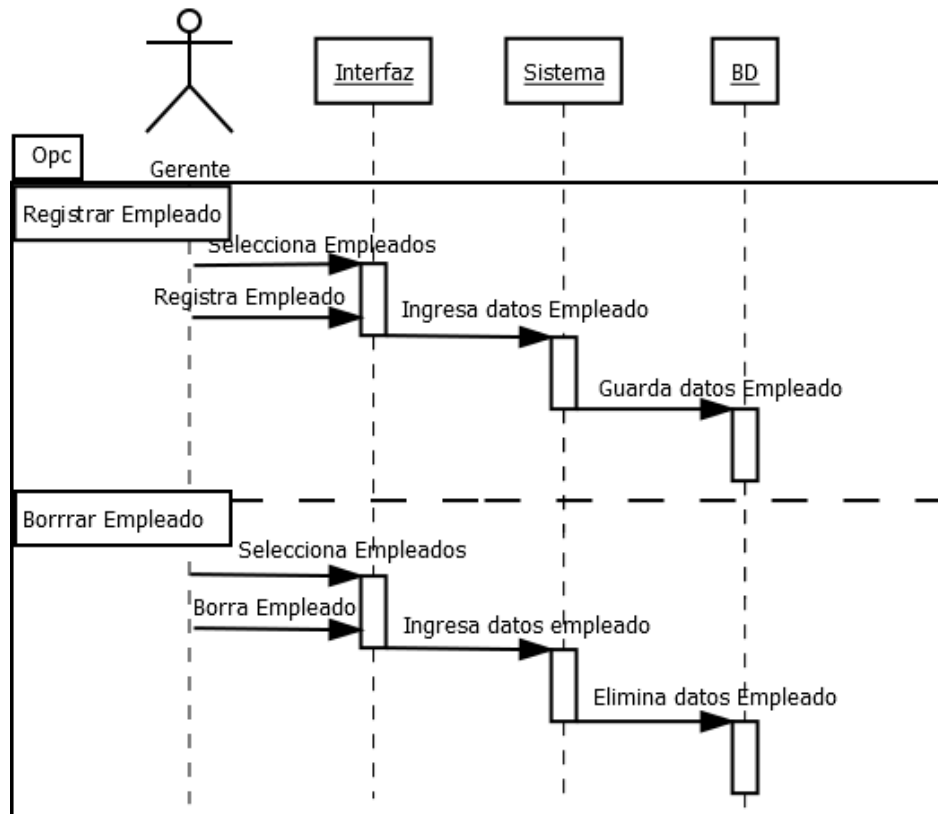 Interfaz
Sistema
BD
Opc
Gerente
Registrar Empleado
Selecciona Empleados
Registra Empleado
Ingresa datos Empleado
Guarda datos Empleado
Borrrar Empleado
Selecciona Empleados
Borra Empleado
Ingresa datos empleado
Elimina datos Empleado